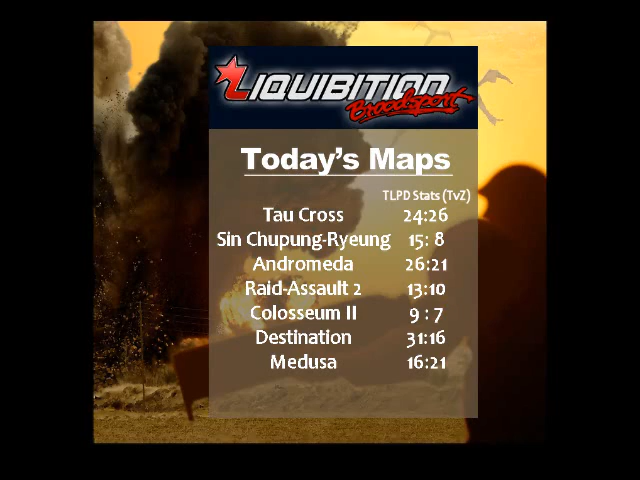 LIQUIBITION
Broodsport
Today's Maps
TLPD Stats (TvZ)
Tau Cross 24:26
Sin Chupung-Ryeung 15: 8
Andromeda 26:21
Raid-Assault 2 13:10
Colosseum II 9 : 7
Destination 31:16
Medusa 16:21